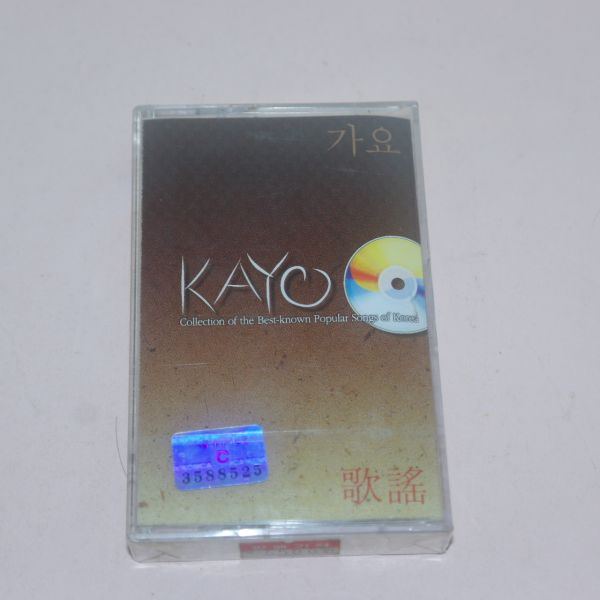 가요
KAYO
Collection of the Best-known Popular Songs of Korea
C
3588525
歌謠